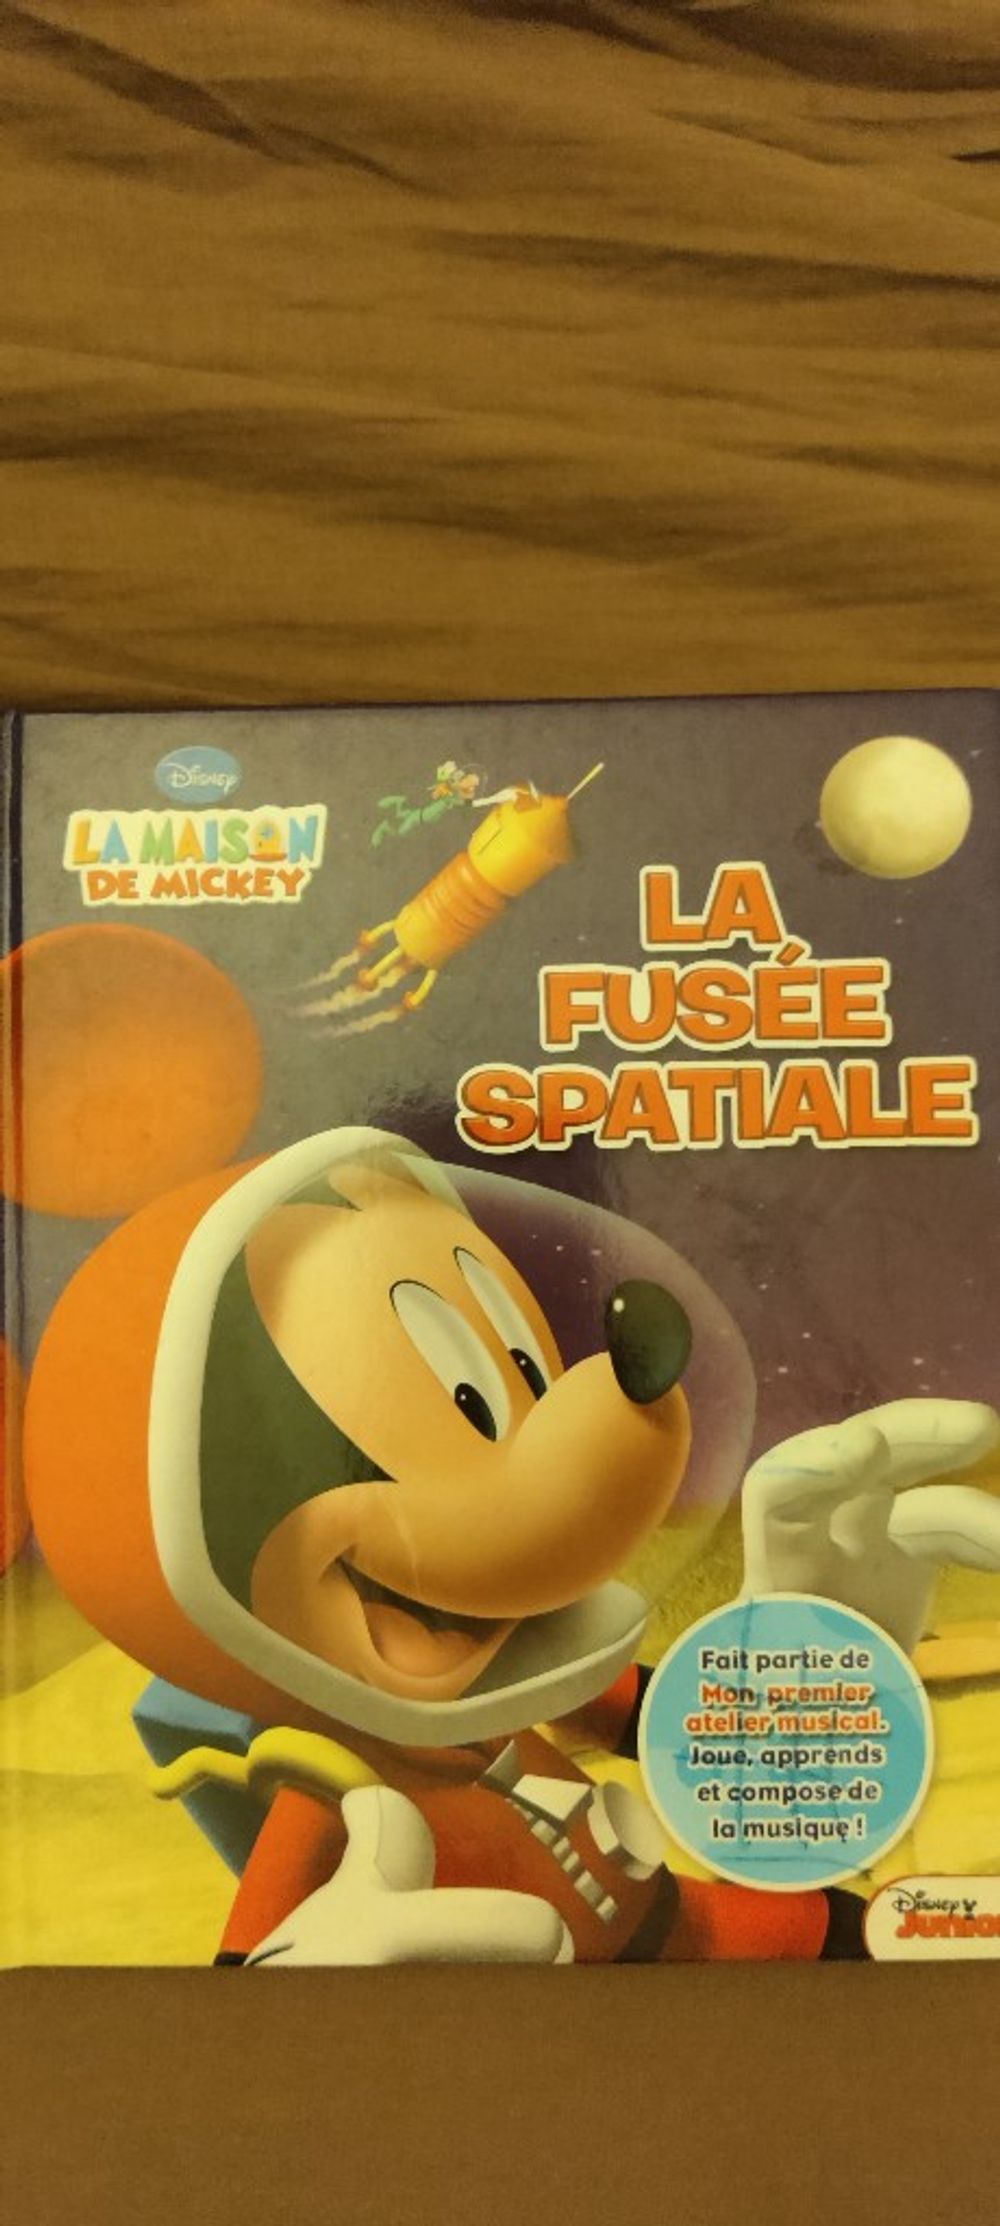 Disney
LA MAISON
DE MICKEY
LA
FUSÉE
SPATIALE
Fait partie de
Mon premier
atelier musical.
Joue, apprends
et compose de
la musique !
Disney
Junior